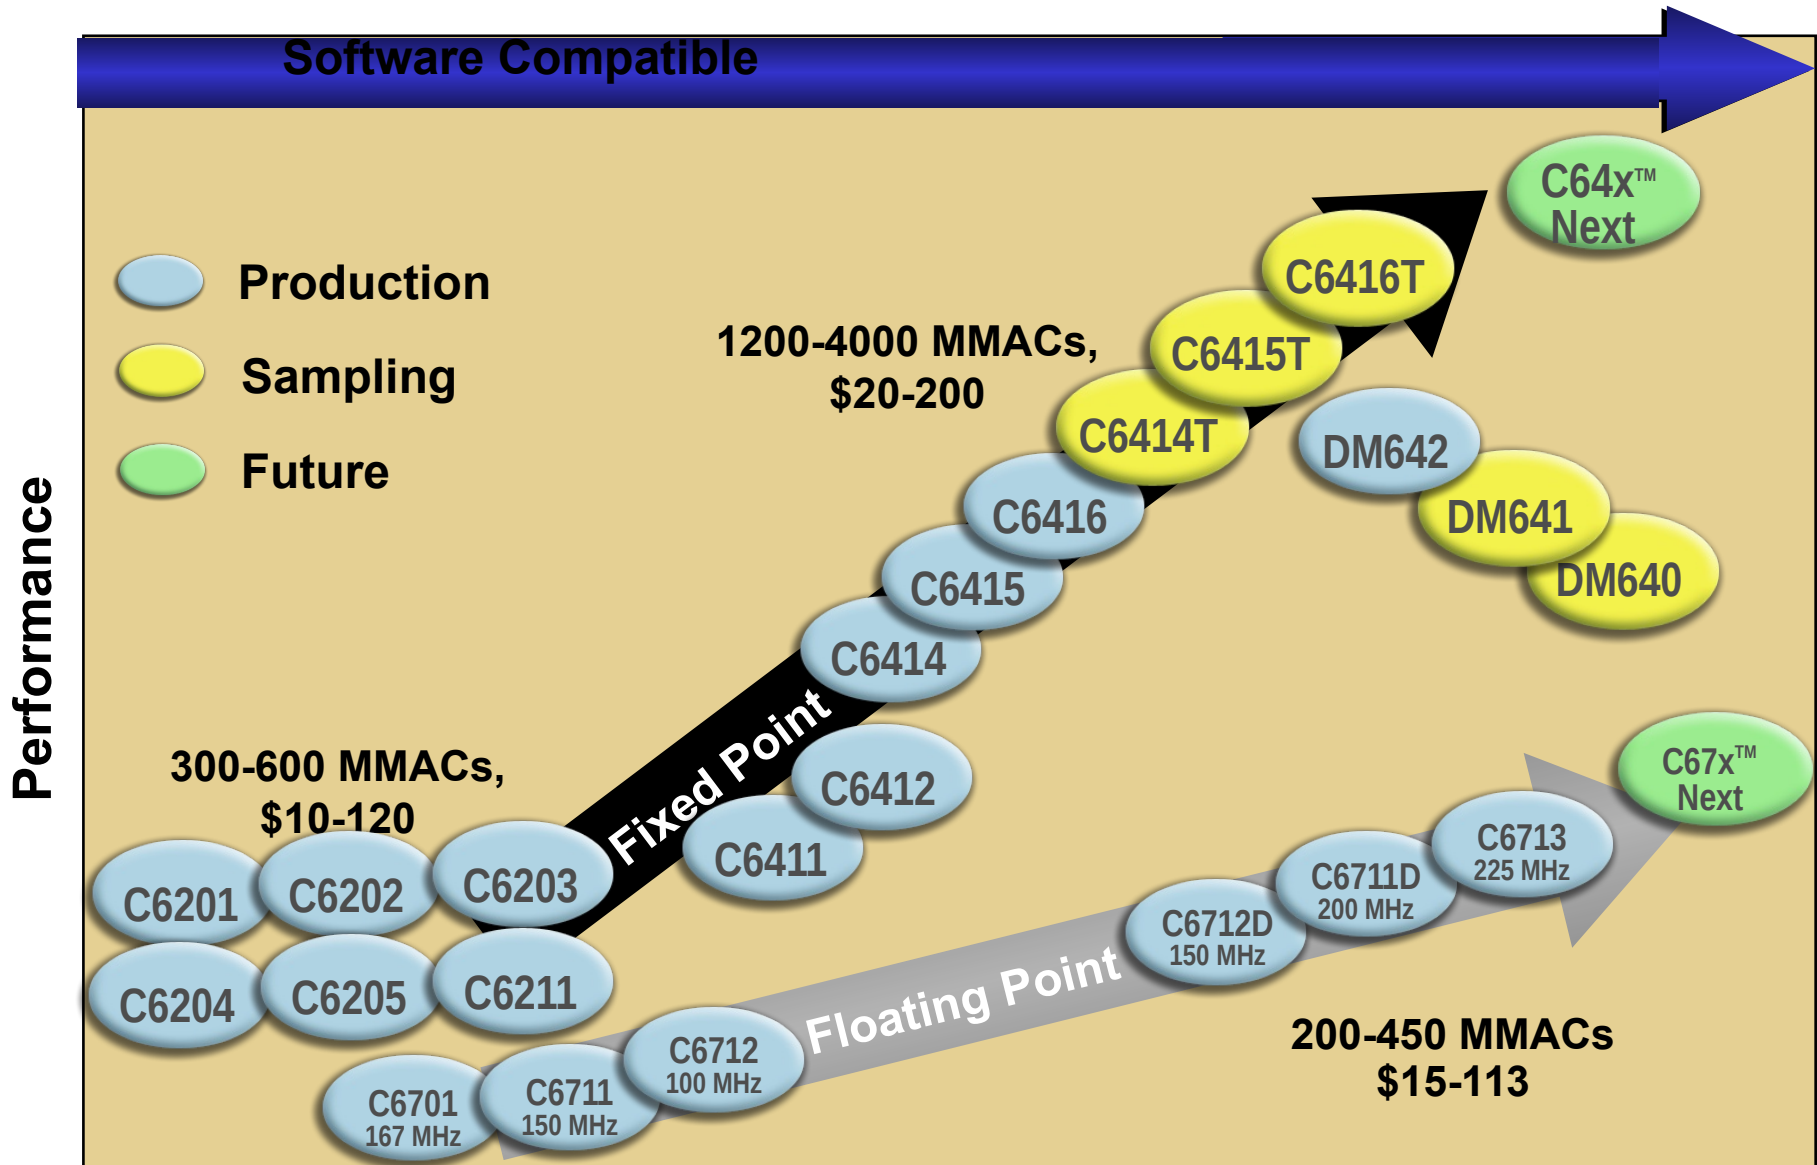 Software Compatible
C64x™
Next
C6416T
Production
1200-4000 MMACs,
$20-200
C6415T
Sampling
C6414T
DM642
Future
C6416
DM641
DM640
C6415
C6414
Performance
Fixed Point
300-600 MMACs,
$10-120
C6412
C6411
C67x™
Next
C6713
225 MHz
C6711D
200 MHz
C6712D
150 MHz
C6201
C6202
C6203
C6204
C6205
C6211
Floating Point
200-450 MMACs
$15-113
C6712
100 MHz
C6711
150 MHz
C6701
167 MHz